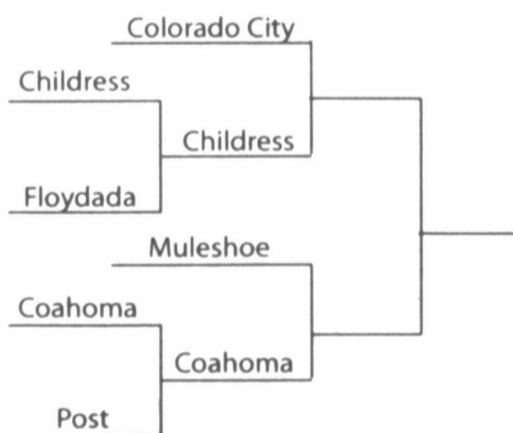 Colorado City
Childress
Childress
Floydada
Muleshoe
Coahoma
Coahoma
Post